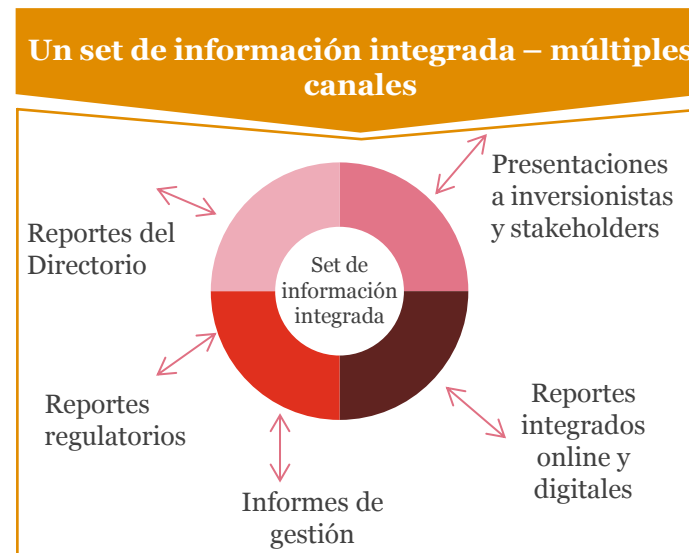 Un set de información integrada – múltiples
canales
Presentaciones
a inversionistas
y stakeholders
Reportes del
Directorio
Set de
información
integrada
Reportes
regulatorios
Reportes
integrados
online y
digitales
Informes de
gestión